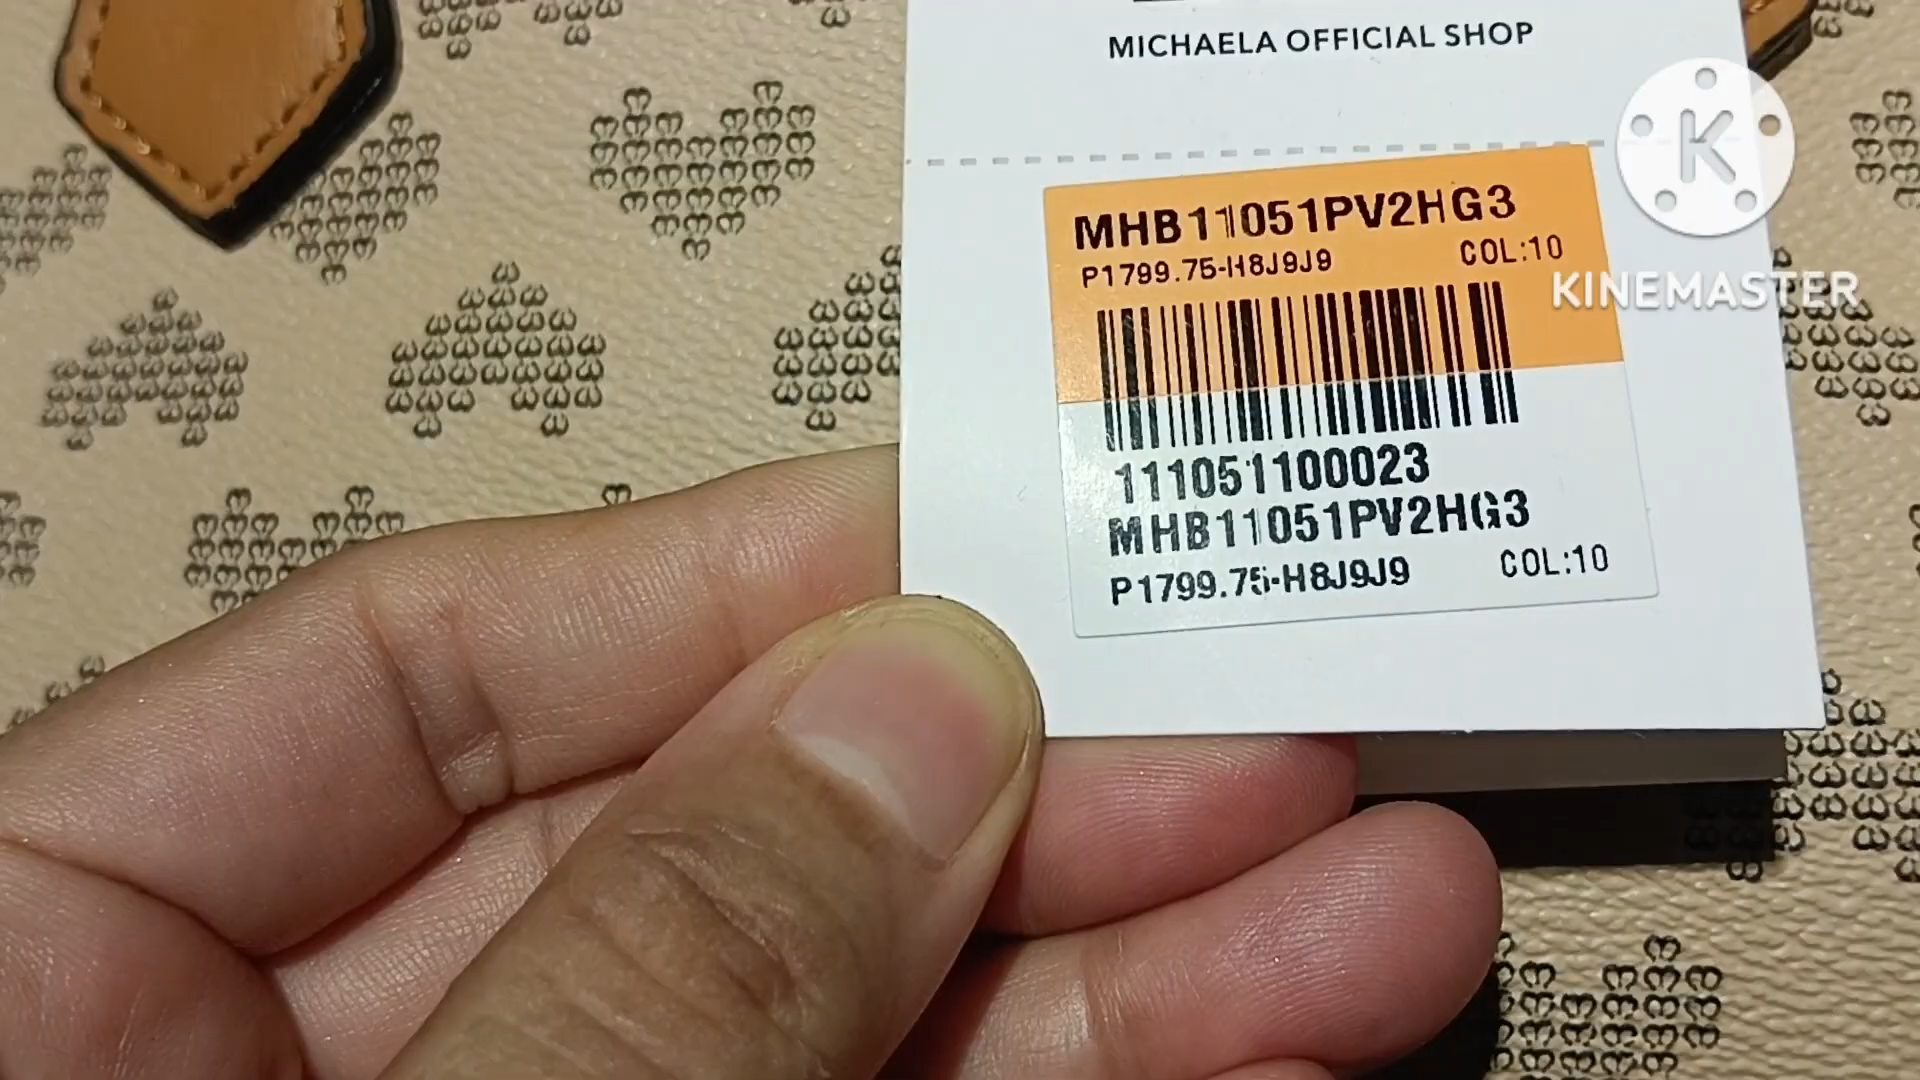 MICHAELA OFFICIAL SHOP
K
KINEMASTER
MHB11051PV2HG3
P1799.75-H8J9J9 COL:10
111051100023
MHB11051PV2HG3
P1799.75-H8J9J9 COL:10